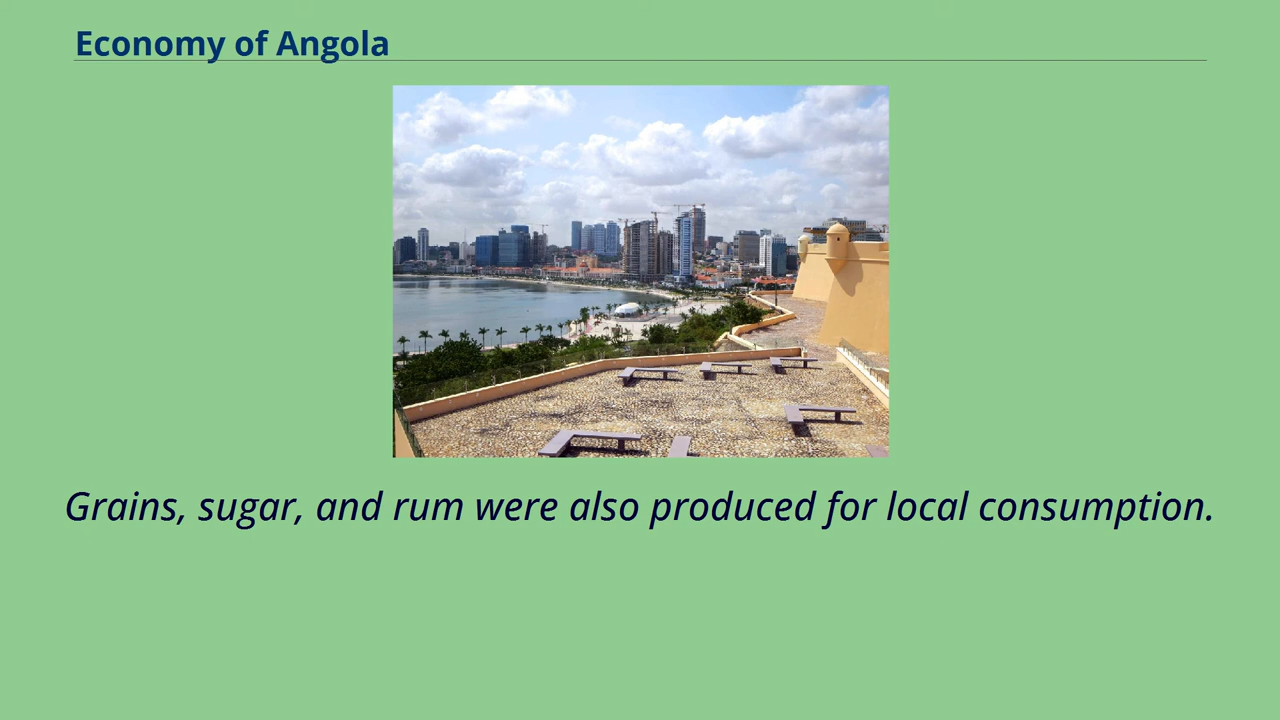 Economy of Angola
Grains, sugar, and rum were also produced for local consumption.